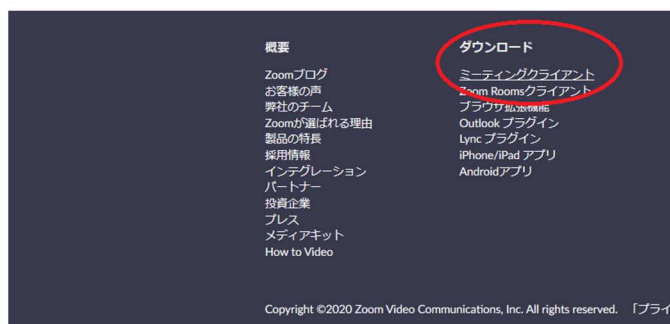 概要
Zoomブログ
お客様の声
弊社のチーム
Zoomが選ばれる理由
製品の特長
採用情報
インテグレーション
パートナー
投資企業
プレス
メディアキット
How to Video
ダウンロード
ミーティングクライアント
Zoom Roomsクライアント
ブラウザ拡張機能
Outlook プラグイン
Lync プラグイン
iPhone/iPad アプリ
Androidアプリ
Copyright ©2020 Zoom Video Communications, Inc. All rights reserved. 「プライ